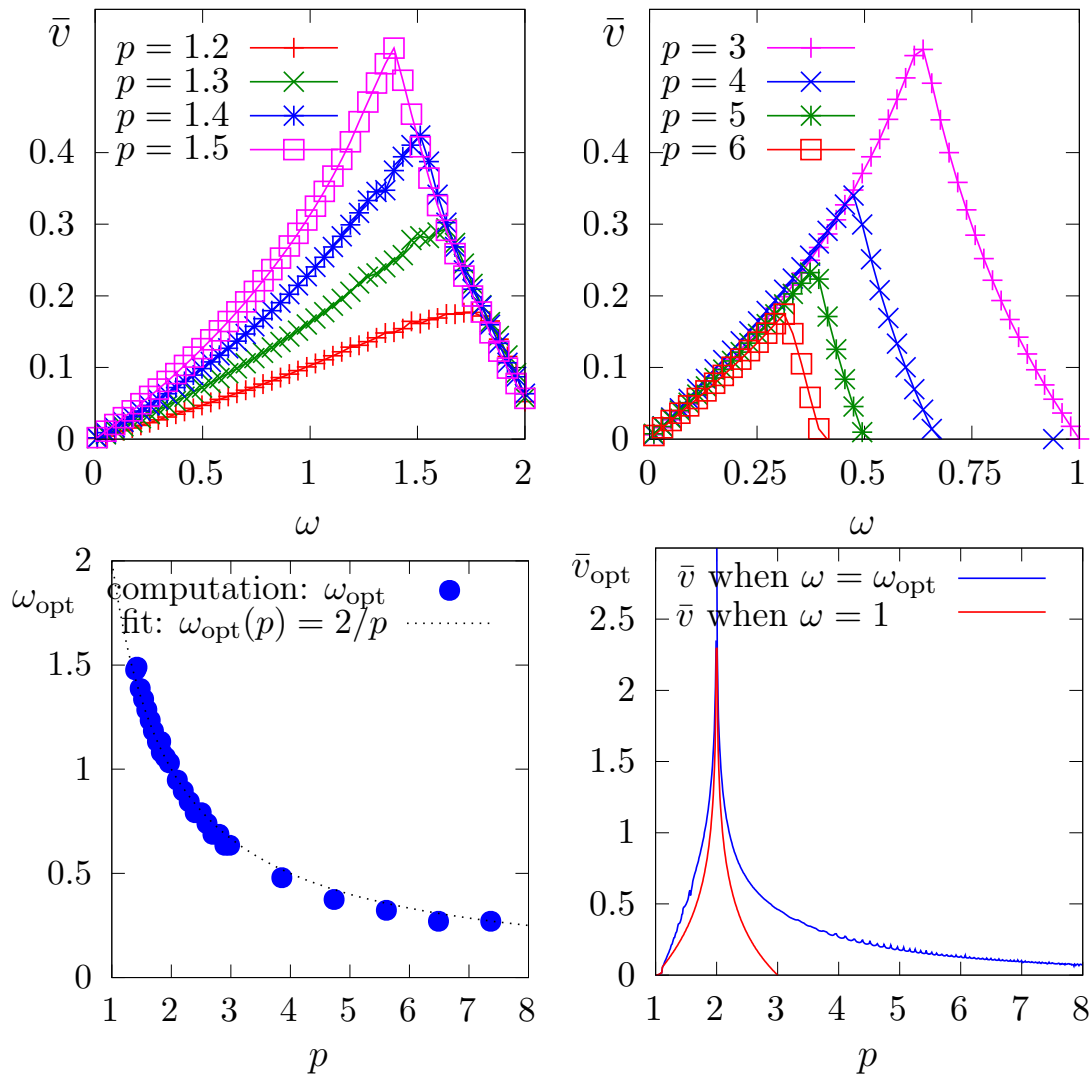 v̄
p = 1.2
p = 1.3
p = 1.4
p = 1.5
0.4
0.3
0.2
0.1
0
0 0.5 1 1.5 2
ω
v̄
p = 3
p = 4
p = 5
p = 6
0.4
0.3
0.2
0.1
0
0 0.25 0.5 0.75 1
ω
2
ω_opt
computation: ω_opt
fit: ω_opt(p) = 2/p
1.5
1
0.5
0
1 2 3 4 5 6 7 8
p
v̄_opt
v̄ when ω = ω_opt
v̄ when ω = 1
2.5
2
1.5
1
0.5
0
1 2 3 4 5 6 7 8
p